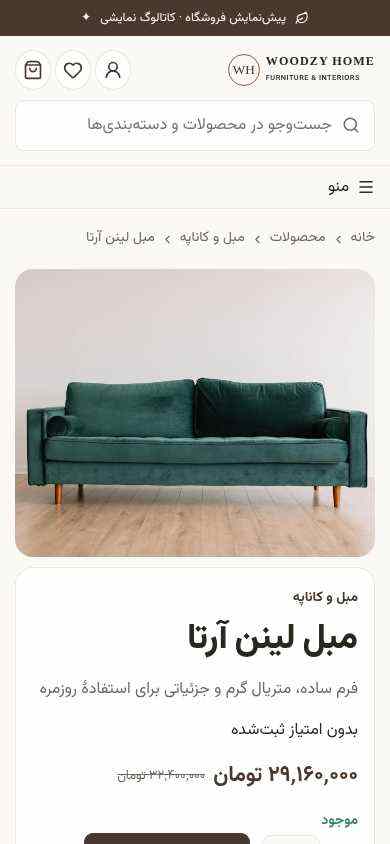 پیش‌نمایش فروشگاه · کاتالوگ نمایشی
WH WOODZY HOME
FURNITURE & INTERIORS
جست‌وجو در محصولات و دسته‌بندی‌ها
منو
خانه › محصولات › مبل و کاناپه › مبل لینن آرتا
مبل و کاناپه
مبل لینن آرتا
فرم ساده، متریال گرم و جزئیاتی برای استفادهٔ روزمره
بدون امتیاز ثبت‌شده
۲۹,۱۶۰,۰۰۰ تومان ۳۲,۴۰۰,۰۰۰ تومان
موجود